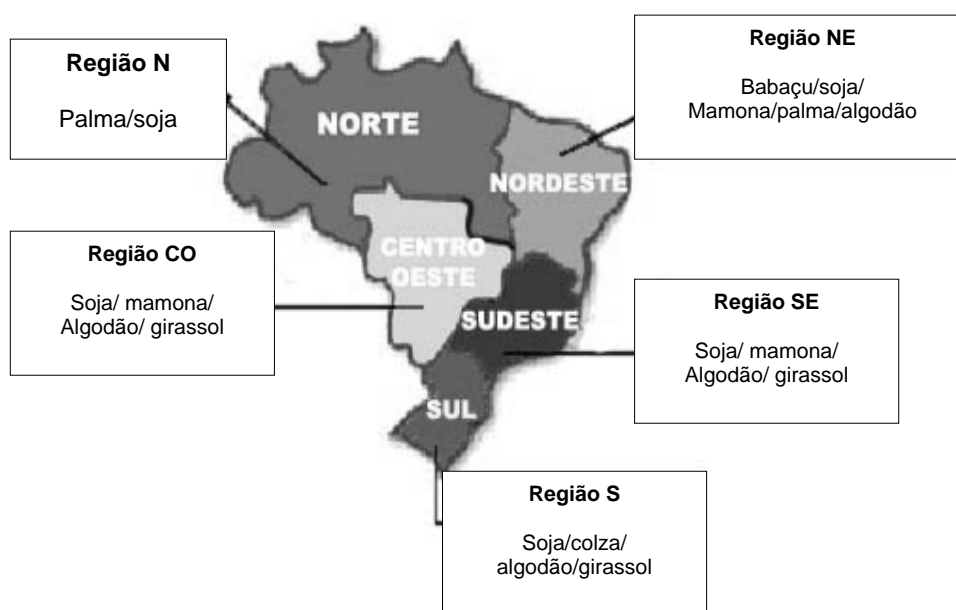 Região N
Palma/soja
Região NE
Babaçu/soja/
Mamona/palma/algodão
NORTE
NORDESTE
Região CO
Soja/ mamona/
Algodão/ girassol
CENTRO
OESTE
SUDESTE
Região SE
Soja/ mamona/
Algodão/ girassol
SUL
Região S
Soja/colza/
algodão/girassol